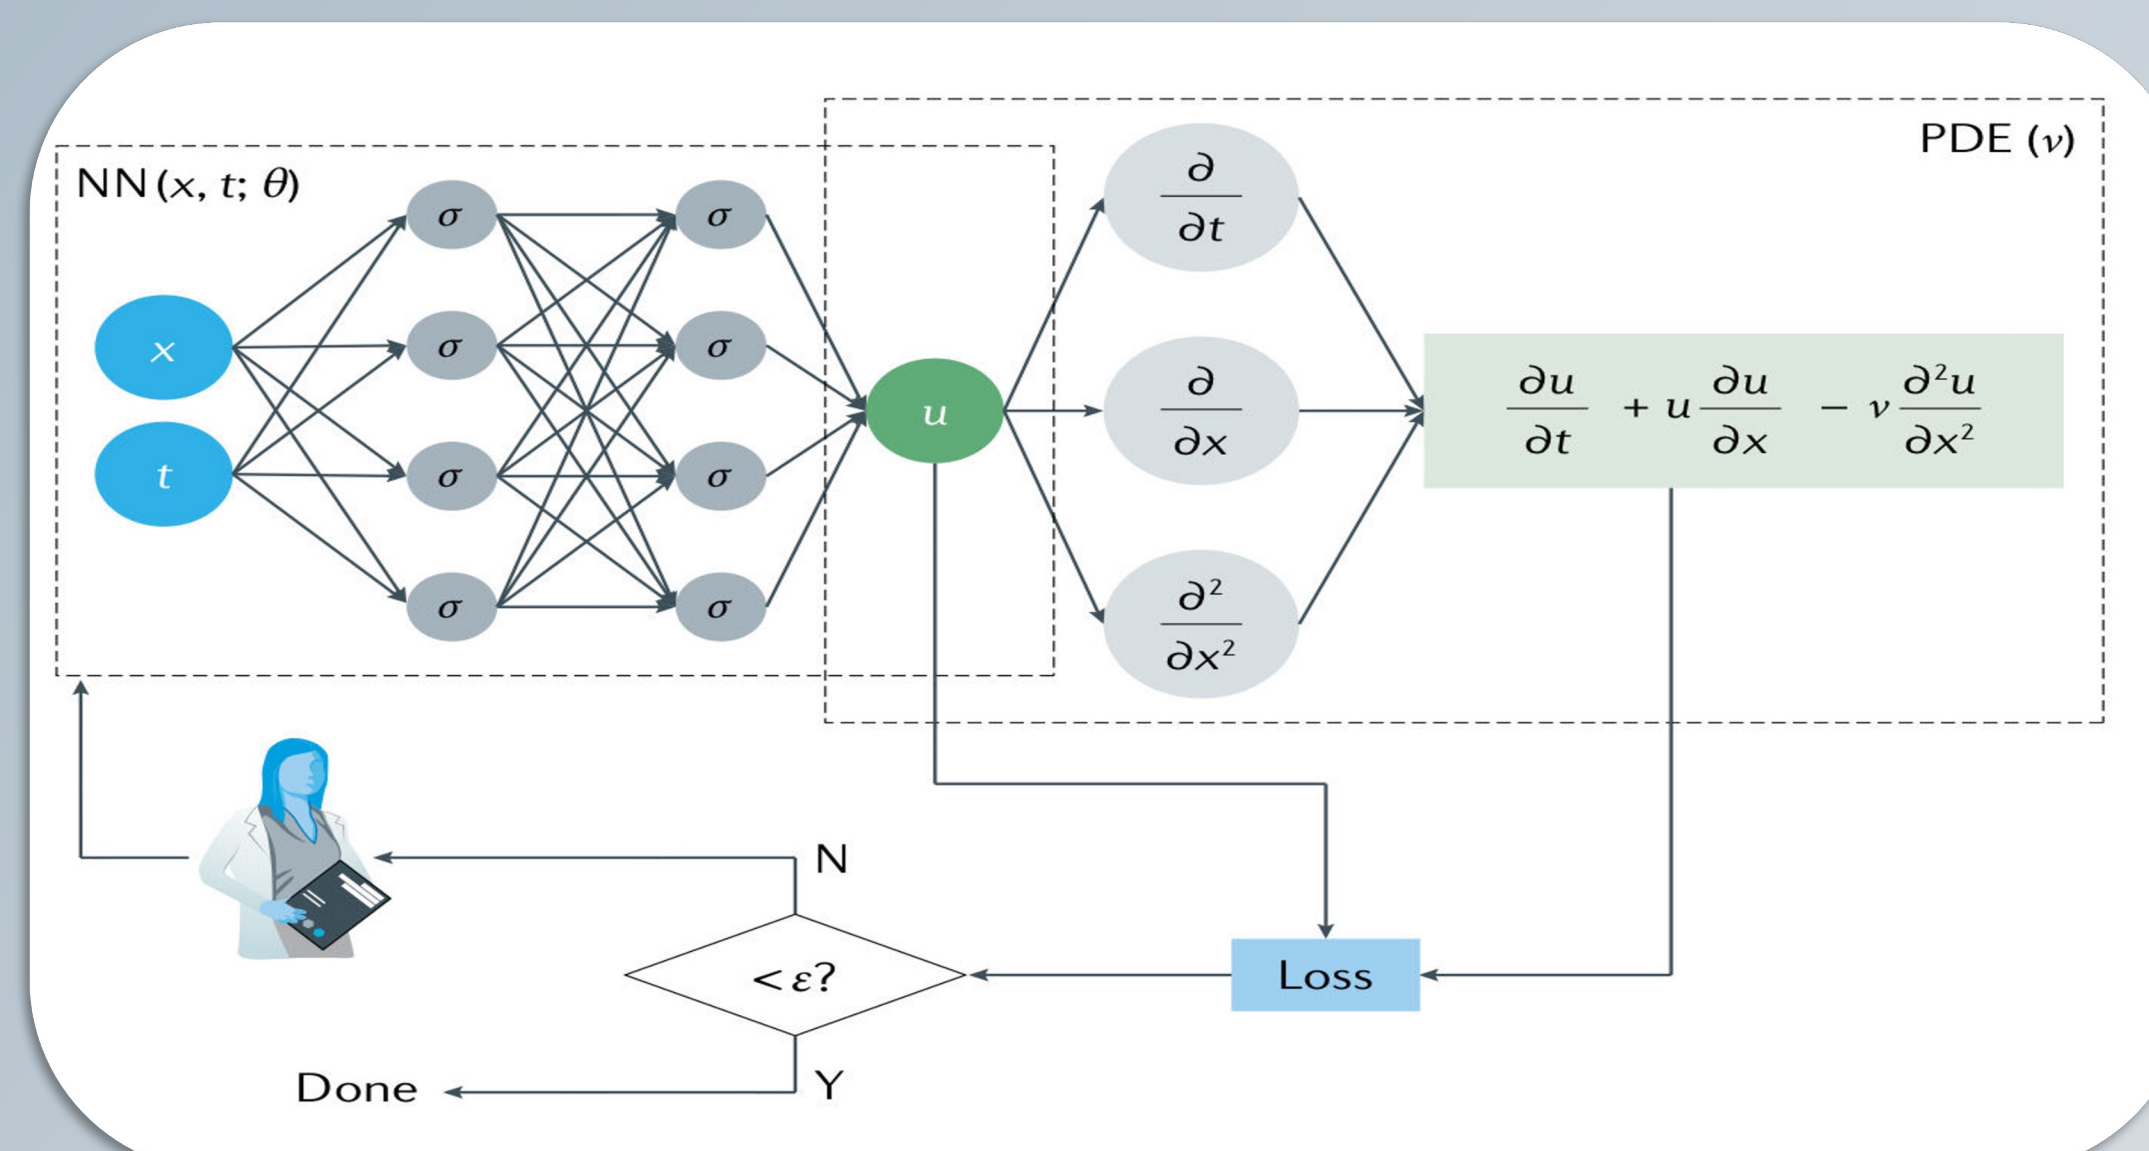 PDE (ν)
NN (x, t; θ)
σ σ
σ σ
σ σ
σ σ
x
t
u
∂/∂t
∂/∂x
∂²/∂x²
∂u/∂t + u ∂u/∂x − ν ∂²u/∂x²
N
< ε?
Loss
Y
Done